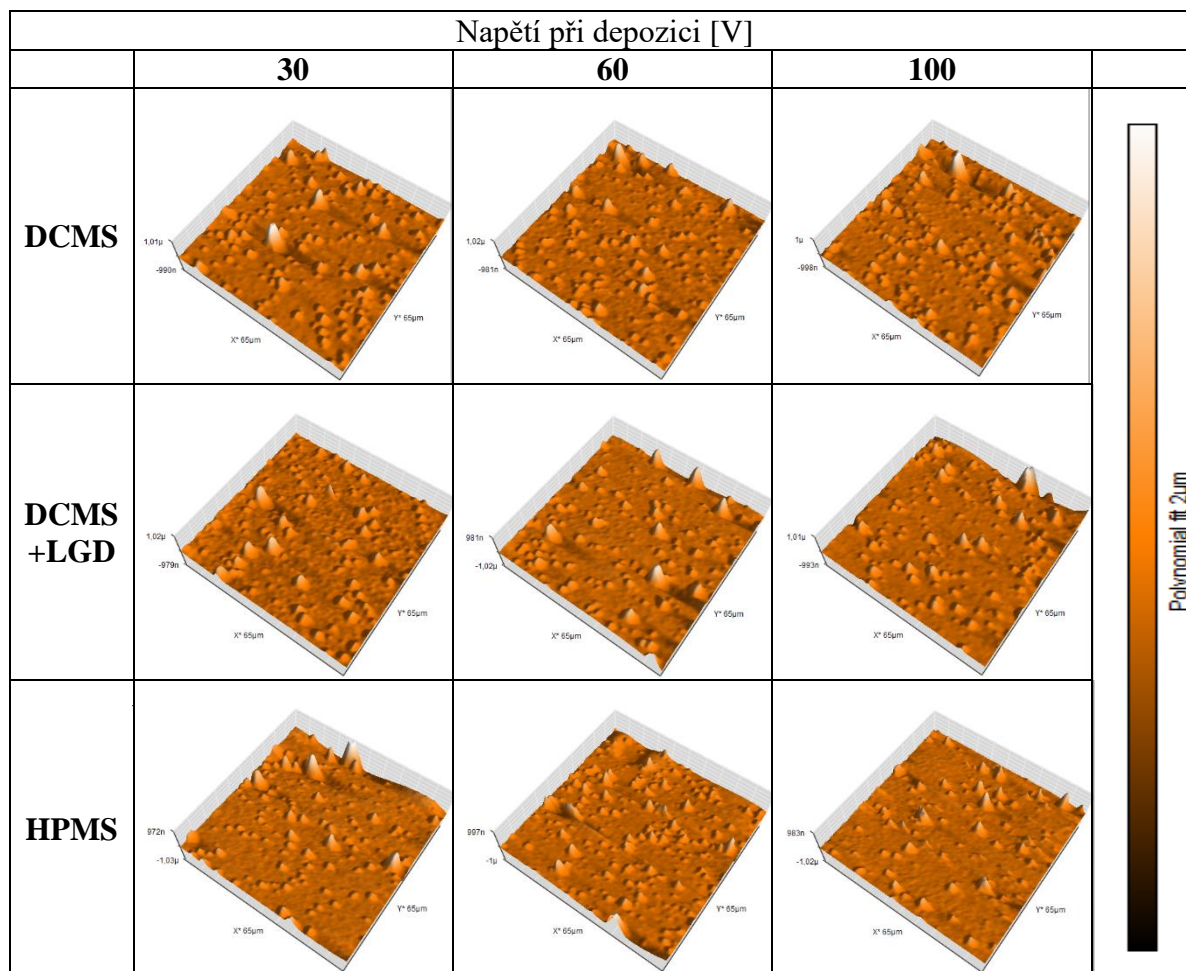 Napětí při depozici [V]
30 60 100
DCMS
1,01µ
-990n
X* 65µm
Y* 65µm
1,02µ
-981n
X* 65µm
Y* 65µm
1µ
-998n
X* 65µm
Y* 65µm
DCMS
+LGD
1,02µ
-979n
X* 65µm
Y* 65µm
981n
-1,02µ
X* 65µm
Y* 65µm
1,01µ
-993n
X* 65µm
Y* 65µm
HPMS
972n
-1,03µ
X* 65µm
Y* 65µm
997n
-1µ
X* 65µm
Y* 65µm
983n
-1,02µ
X* 65µm
Y* 65µm
Polynomial fit 2µm